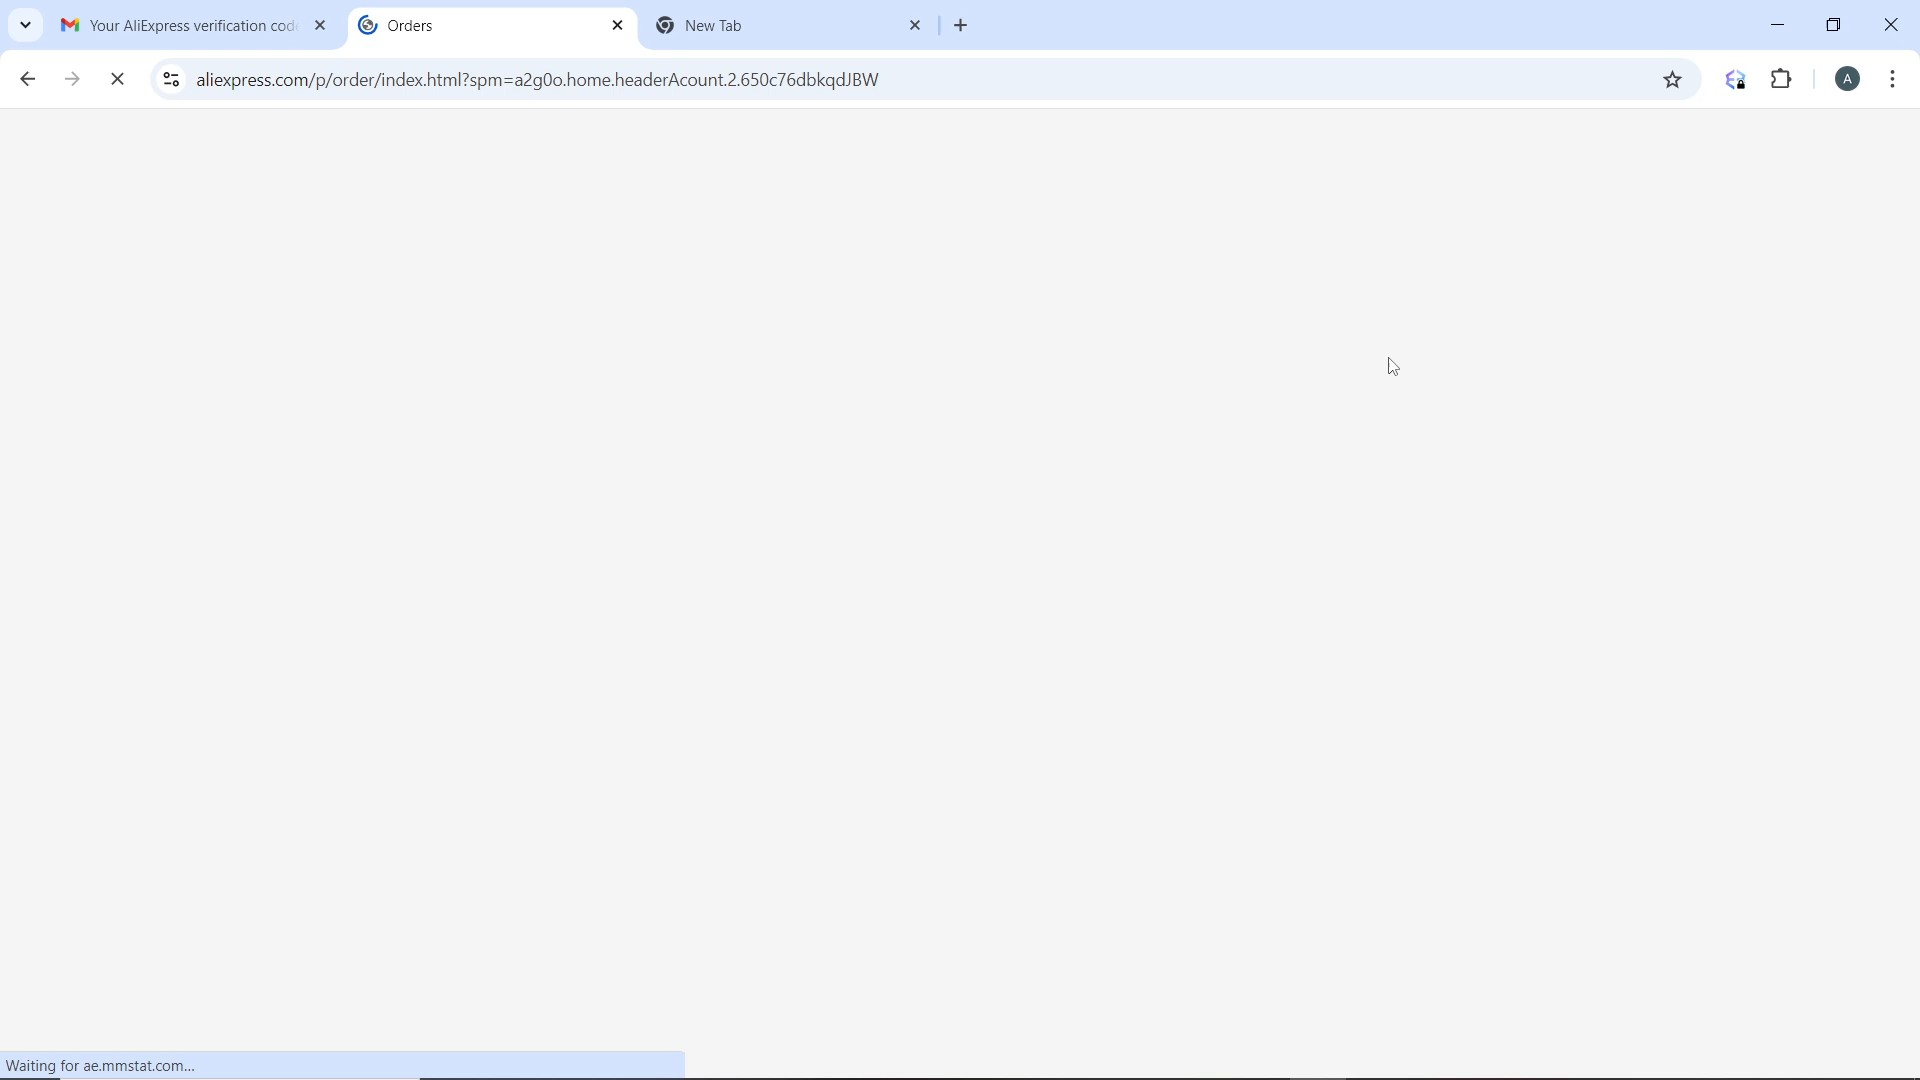 Your AliExpress verification cod
Orders
New Tab
aliexpress.com/p/order/index.html?spm=a2g0o.home.headerAcount.2.650c76dbkqdJBW
A
Waiting for ae.mmstat.com...